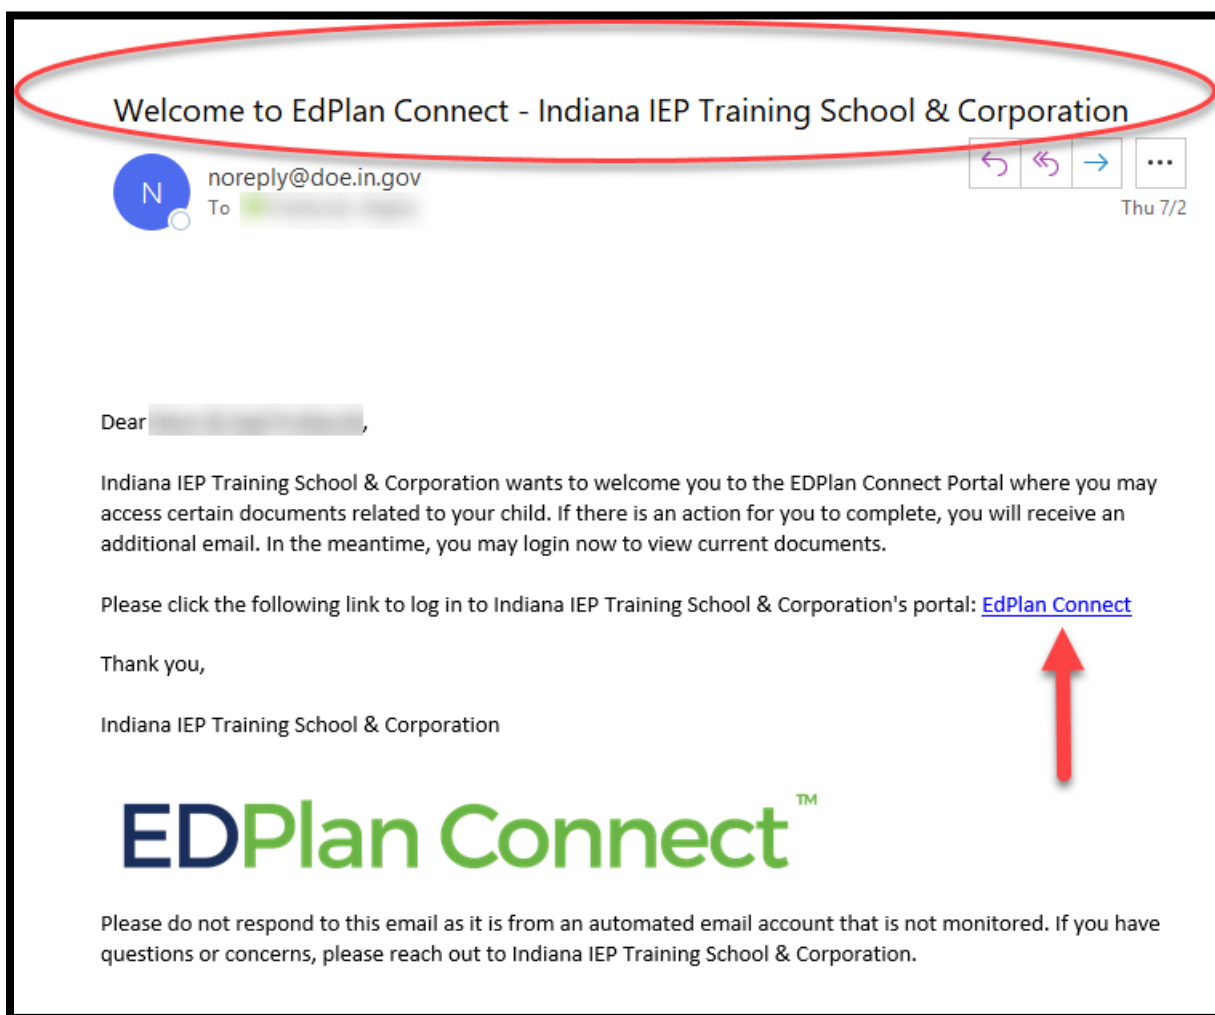 Welcome to EdPlan Connect - Indiana IEP Training School & Corporation
N
noreply@doe.in.gov
To
Thu 7/2
Dear ,
Indiana IEP Training School & Corporation wants to welcome you to the EDPlan Connect Portal where you may
access certain documents related to your child. If there is an action for you to complete, you will receive an
additional email. In the meantime, you may login now to view current documents.
Please click the following link to log in to Indiana IEP Training School & Corporation's portal: EdPlan Connect
Thank you,
Indiana IEP Training School & Corporation
EDPlan Connect™
Please do not respond to this email as it is from an automated email account that is not monitored. If you have
questions or concerns, please reach out to Indiana IEP Training School & Corporation.